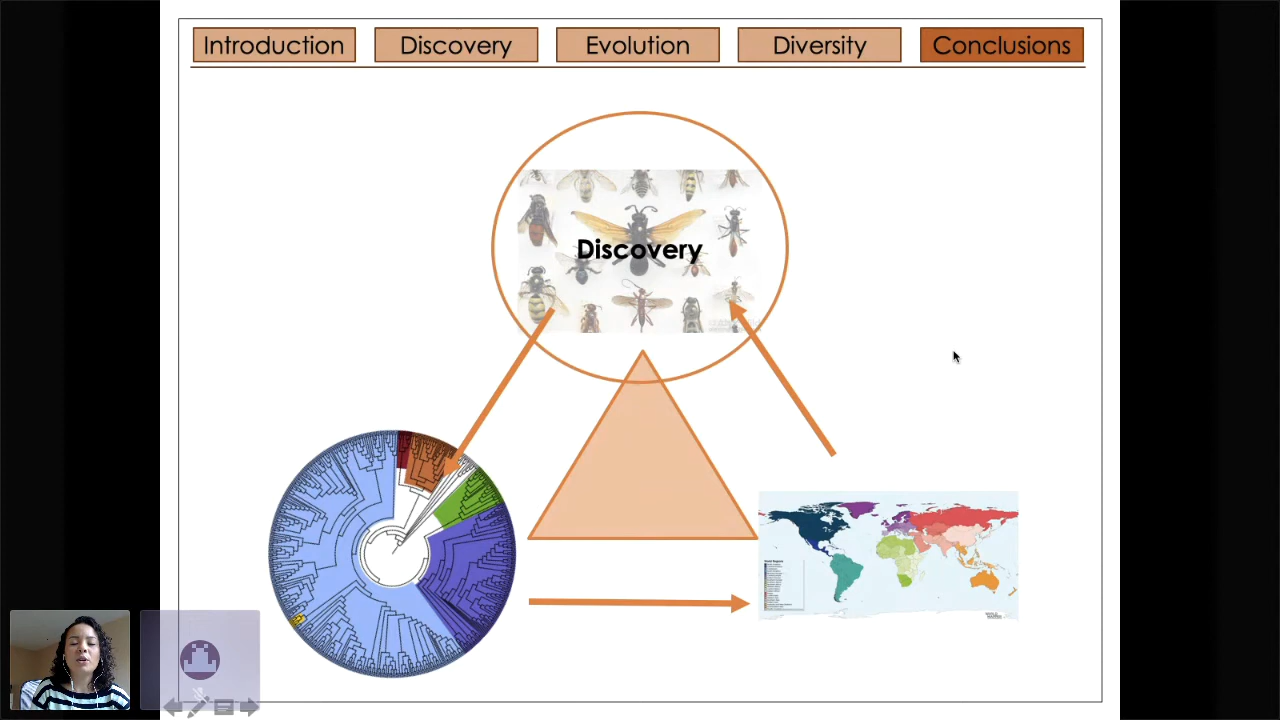 Introduction
Discovery
Evolution
Diversity
Conclusions
Discovery